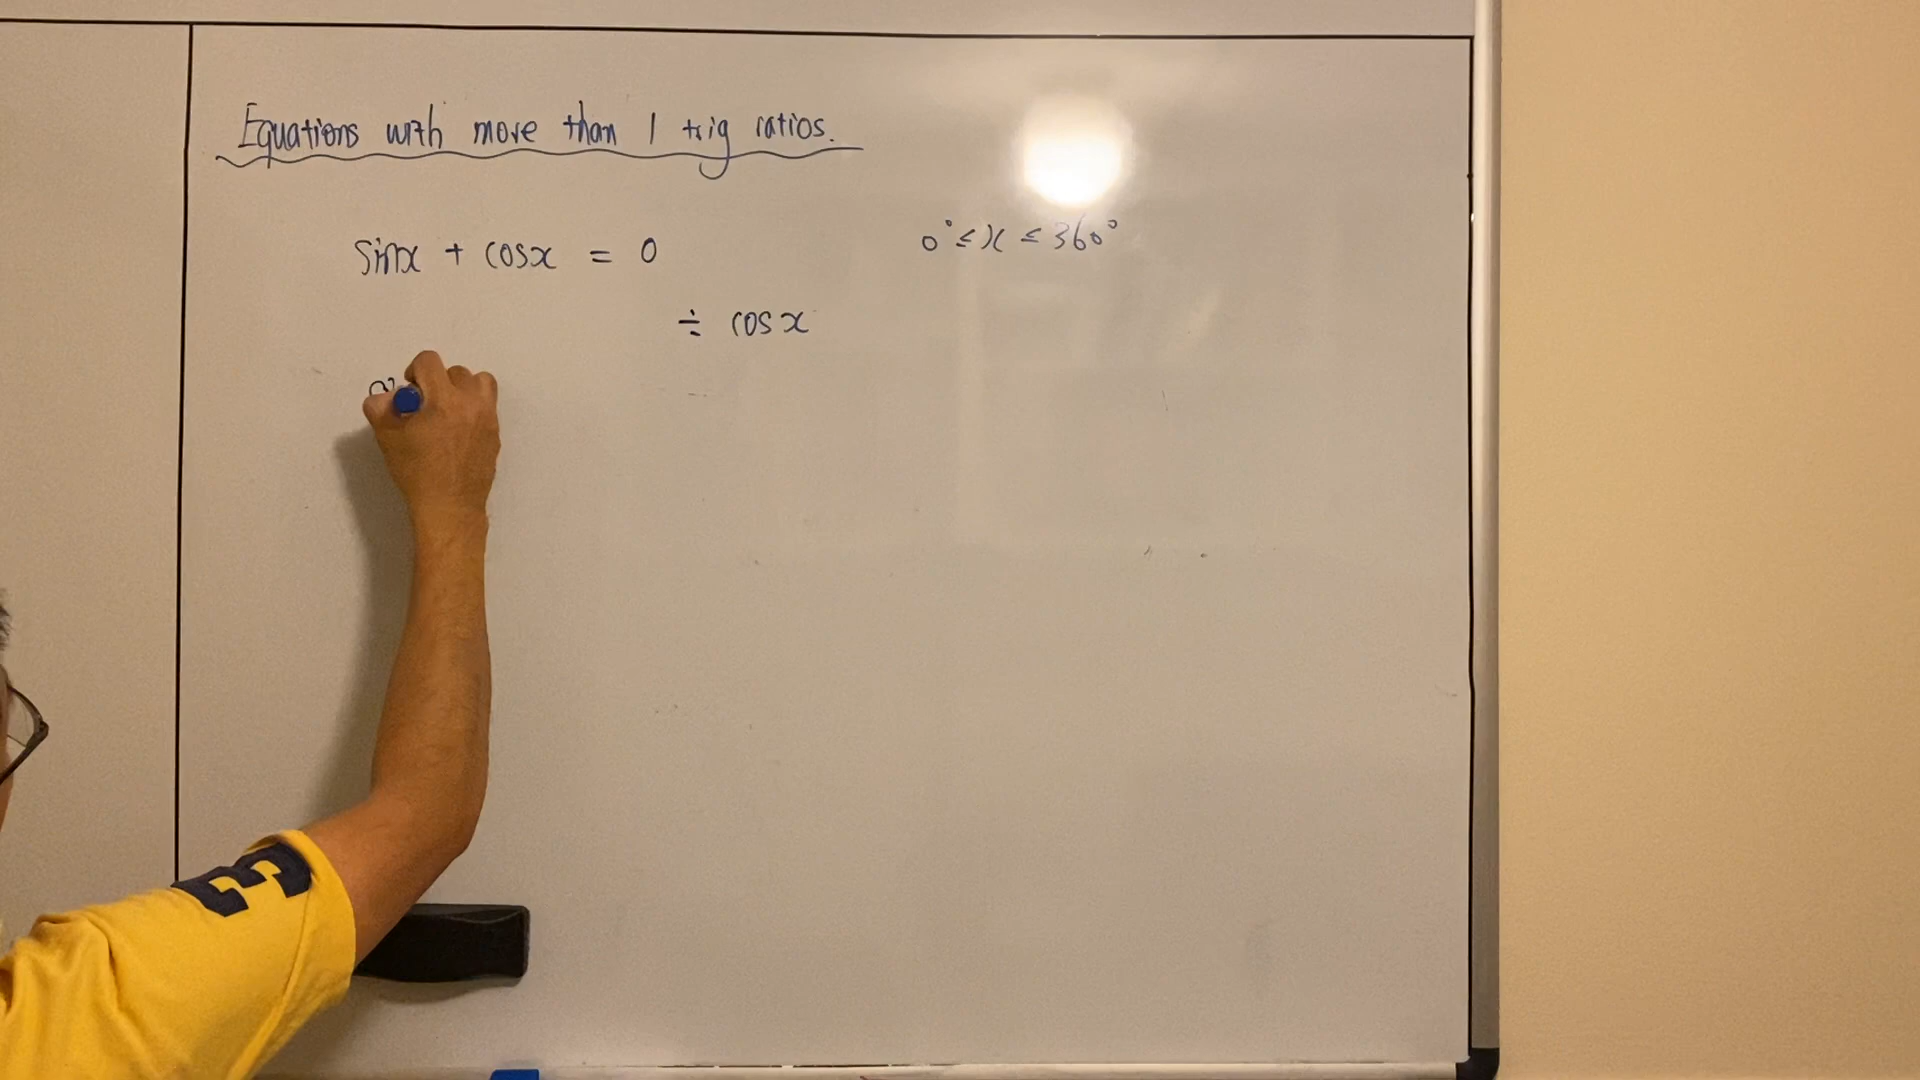 Equations with more than 1 trig ratios.
sinx + cosx = 0
0° ≤ x ≤ 360°
÷ cos x